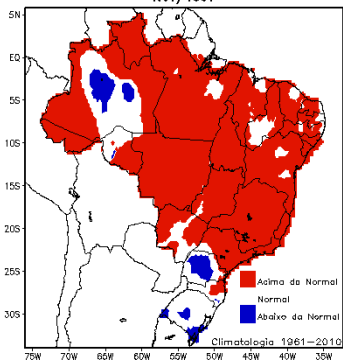 5N
EQ
5S
10S
15S
20S
25S
30S
Acima da Normal
Normal
Abaixo da Normal
Climatologia 1961–2010
75W 70W 65W 60W 55W 50W 45W 40W 35W